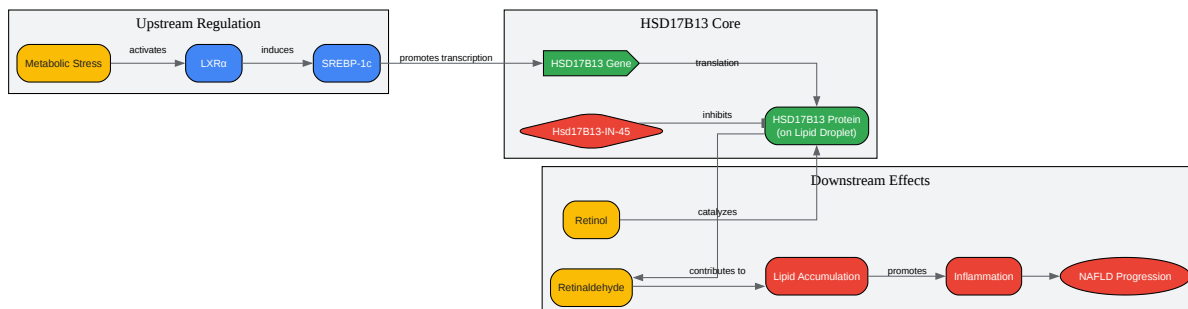 Upstream Regulation
HSD17B13 Core
Metabolic Stress
activates
LXRα
induces
SREBP-1c
promotes transcription
HSD17B13 Gene
translation
inhibits
Hsd17B13-IN-45
HSD17B13 Protein
(on Lipid Droplet)
Downstream Effects
Retinol
catalyzes
Retinaldehyde
contributes to
Lipid Accumulation
promotes
Inflammation
NAFLD Progression